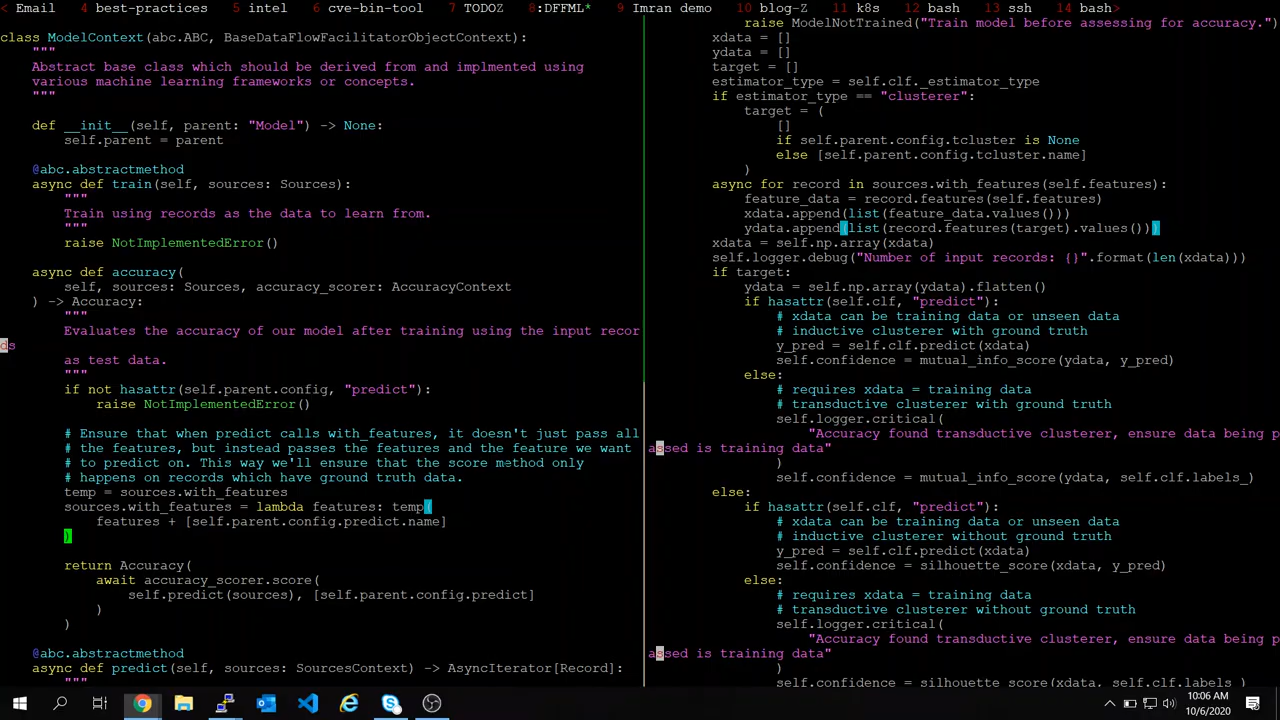 < Email    4 best-practices    5 intel    6 cve-bin-tool    7 TODOZ    8:DFFML*    9 Imran demo    10 blog-Z    11 k8s    12 bash    13 ssh    14 bash>
class ModelContext(abc.ABC, BaseDataFlowFacilitatorObjectContext):
    """
    Abstract base class which should be derived from and implmented using
    various machine learning frameworks or concepts.
    """
    def __init__(self, parent: "Model") -> None:
        self.parent = parent
    @abc.abstractmethod
    async def train(self, sources: Sources):
        """
        Train using records as the data to learn from.
        """
        raise NotImplementedError()
    async def accuracy(
        self, sources: Sources, accuracy_scorer: AccuracyContext
    ) -> Accuracy:
        """
        Evaluates the accuracy of our model after training using the input recor
ds
        as test data.
        """
        if not hasattr(self.parent.config, "predict"):
            raise NotImplementedError()
        # Ensure that when predict calls with_features, it doesn't just pass all
        # the features, but instead passes the features and the feature we want
        # to predict on. This way we'll ensure that the score method only
        # happens on records which have ground truth data.
        temp = sources.with_features
        sources.with_features = lambda features: temp(
            features + [self.parent.config.predict.name]
        )
        return Accuracy(
            await accuracy_scorer.score(
                self.predict(sources), [self.parent.config.predict]
            )
        )
    @abc.abstractmethod
    async def predict(self, sources: SourcesContext) -> AsyncIterator[Record]:
        """
            raise ModelNotTrained("Train model before assessing for accuracy.")
        xdata = []
        ydata = []
        target = []
        estimator_type = self.clf._estimator_type
        if estimator_type == "clusterer":
            target = (
                []
                if self.parent.config.tcluster is None
                else [self.parent.config.tcluster.name]
            )
        async for record in sources.with_features(self.features):
            feature_data = record.features(self.features)
            xdata.append(list(feature_data.values()))
            ydata.append(list(record.features(target).values()))
        xdata = self.np.array(xdata)
        self.logger.debug("Number of input records: {}".format(len(xdata)))
        if target:
            ydata = self.np.array(ydata).flatten()
            if hasattr(self.clf, "predict"):
                # xdata can be training data or unseen data
                # inductive clusterer with ground truth
                y_pred = self.clf.predict(xdata)
                self.confidence = mutual_info_score(ydata, y_pred)
            else:
                # requires xdata = training data
                # transductive clusterer with ground truth
                self.logger.critical(
                    "Accuracy found transductive clusterer, ensure data being p
assed is training data"
                )
                self.confidence = mutual_info_score(ydata, self.clf.labels_)
        else:
            if hasattr(self.clf, "predict"):
                # xdata can be training data or unseen data
                # inductive clusterer without ground truth
                y_pred = self.clf.predict(xdata)
                self.confidence = silhouette_score(xdata, y_pred)
            else:
                # requires xdata = training data
                # transductive clusterer without ground truth
                self.logger.critical(
                    "Accuracy found transductive clusterer, ensure data being p
assed is training data"
                )
                self.confidence = silhouette_score(xdata, self.clf.labels_)
10:06 AM
10/6/2020